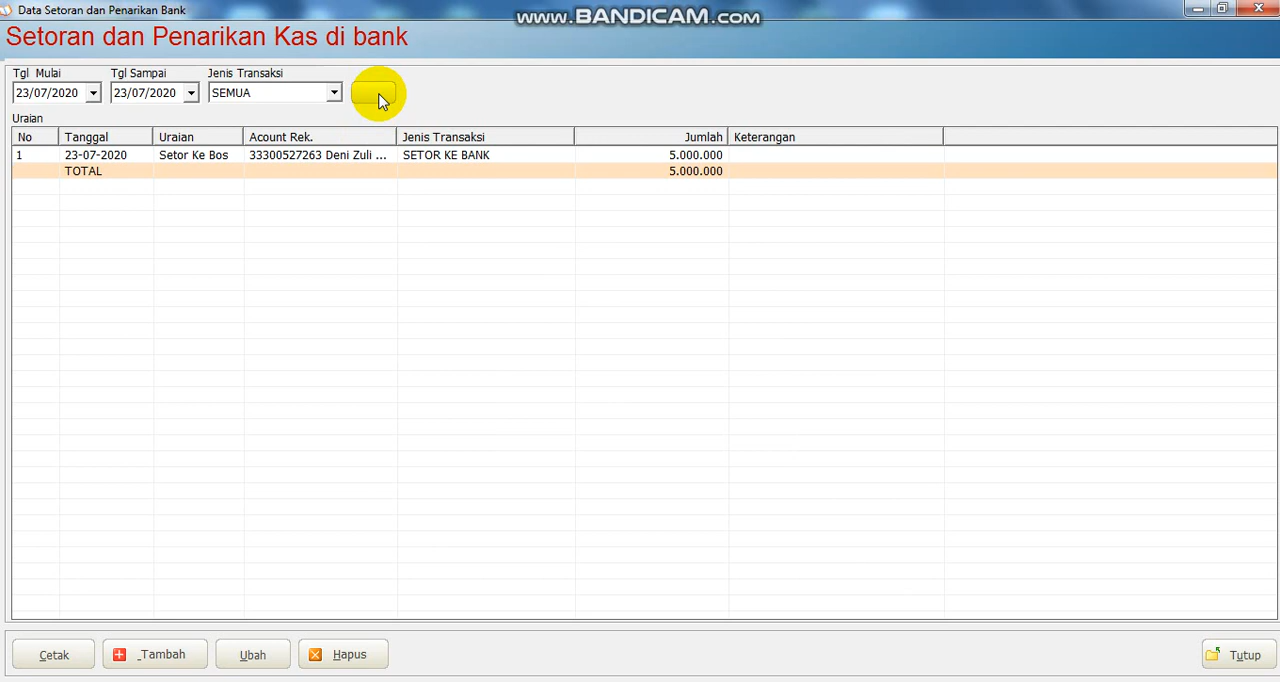 Data Setoran dan Penarikan Bank
www.BANDICAM.com
Setoran dan Penarikan Kas di bank
Tgl Mulai Tgl Sampai Jenis Transaksi
23/07/2020 23/07/2020 SEMUA
Uraian
No Tanggal Uraian Acount Rek. Jenis Transaksi Jumlah Keterangan
1 23-07-2020 Setor Ke Bos 33300527263 Deni Zuli ... SETOR KE BANK 5.000.000
TOTAL 5.000.000
Cetak _Tambah Ubah Hapus Tutup